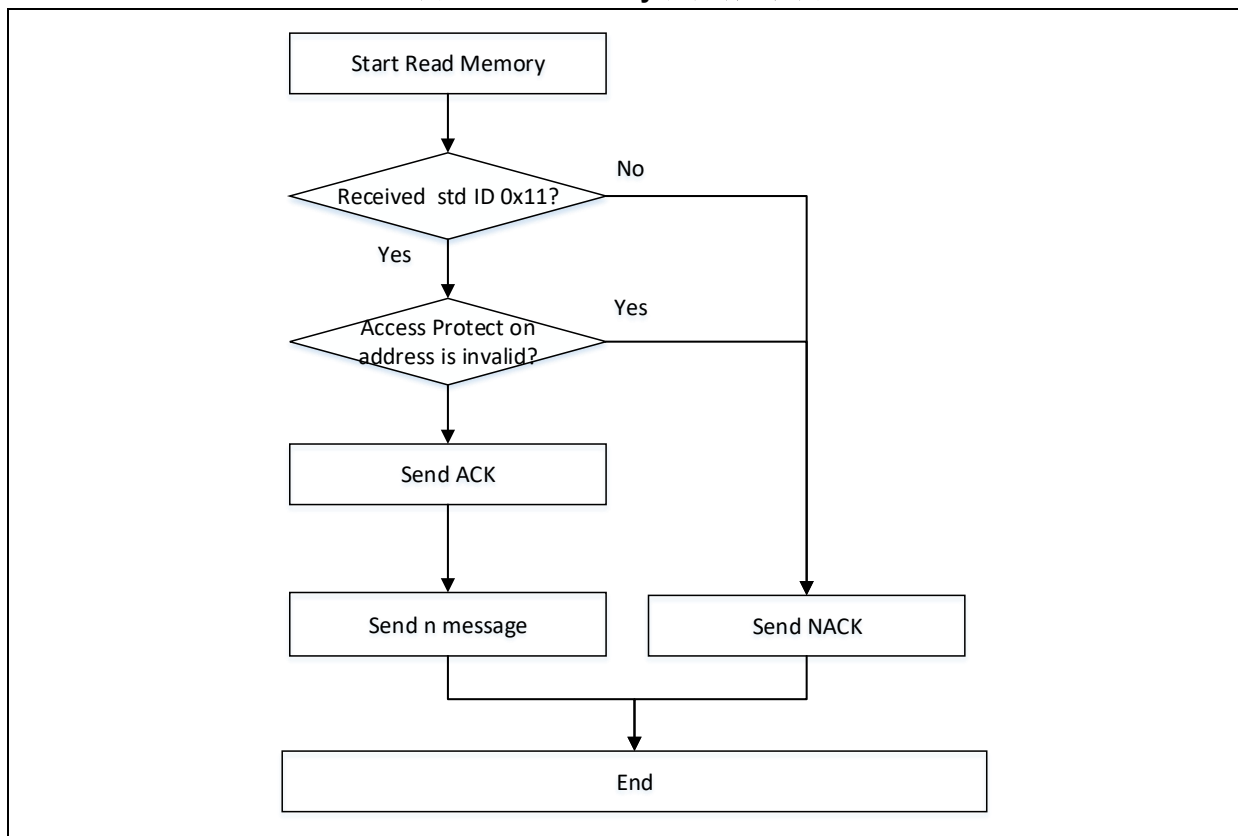 Start Read Memory
No
Received std ID 0x11?
Yes
Yes
Access Protect on
address is invalid?
Send ACK
Send n message
Send NACK
End